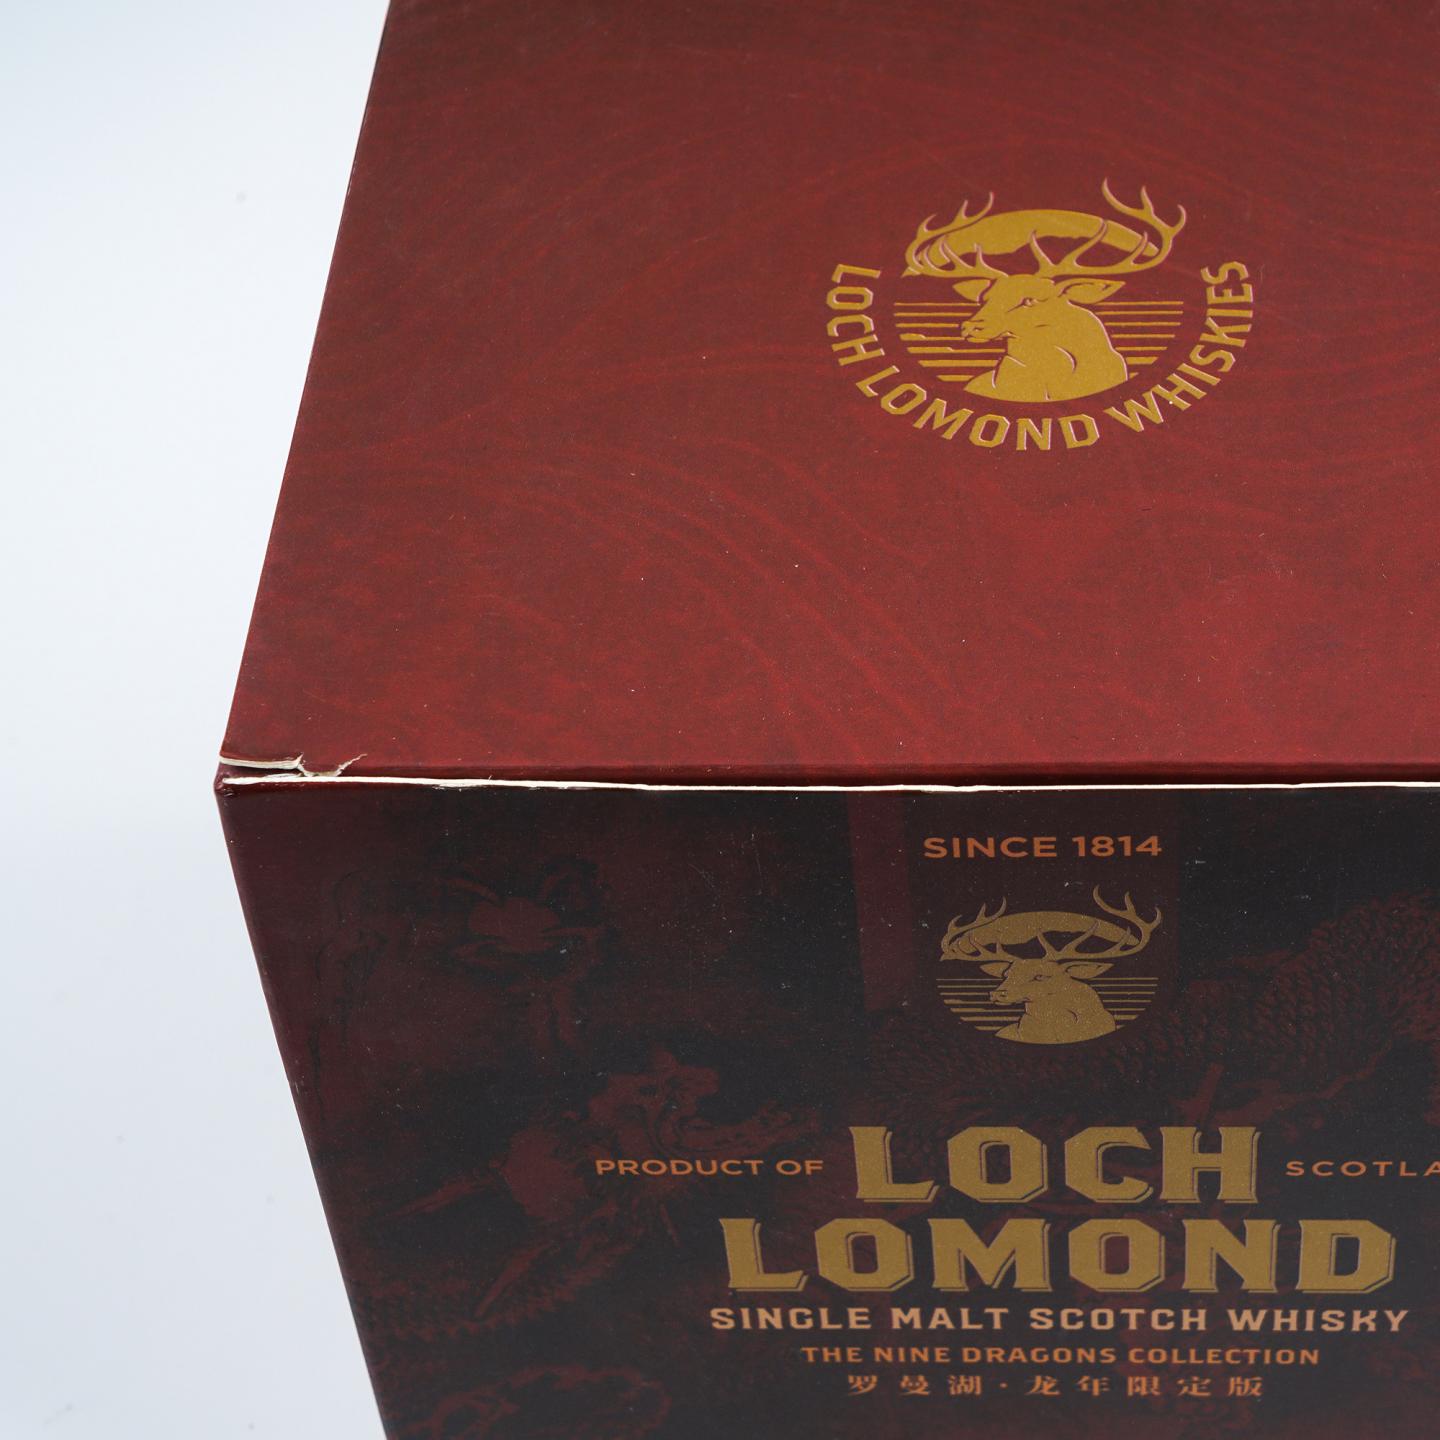 LOCH LOMOND WHISKIES
SINCE 1814
PRODUCT OF LOCH SCOTLA
LOMOND
SINGLE MALT SCOTCH WHISKY
THE NINE DRAGONS COLLECTION
罗曼湖·龙年限定版